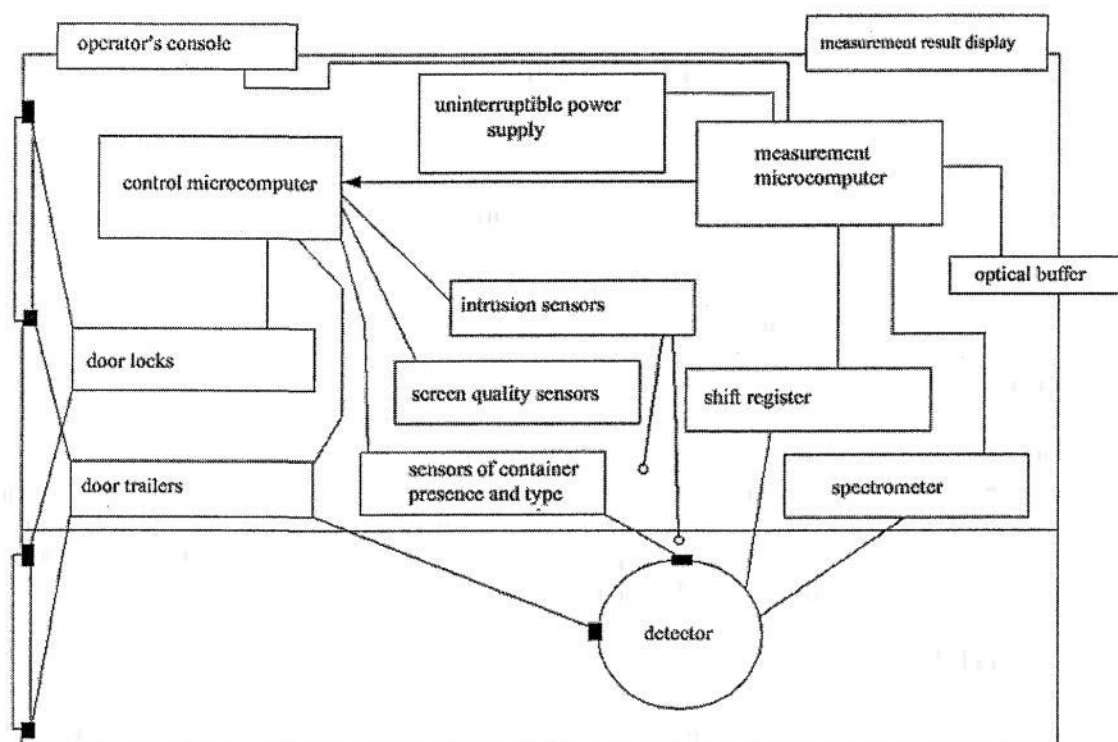 operator's console
measurement result display
uninterruptible power
supply
measurement
microcomputer
control microcomputer
optical buffer
intrusion sensors
door locks
screen quality sensors
shift register
sensors of container
presence and type
door trailers
spectrometer
detector